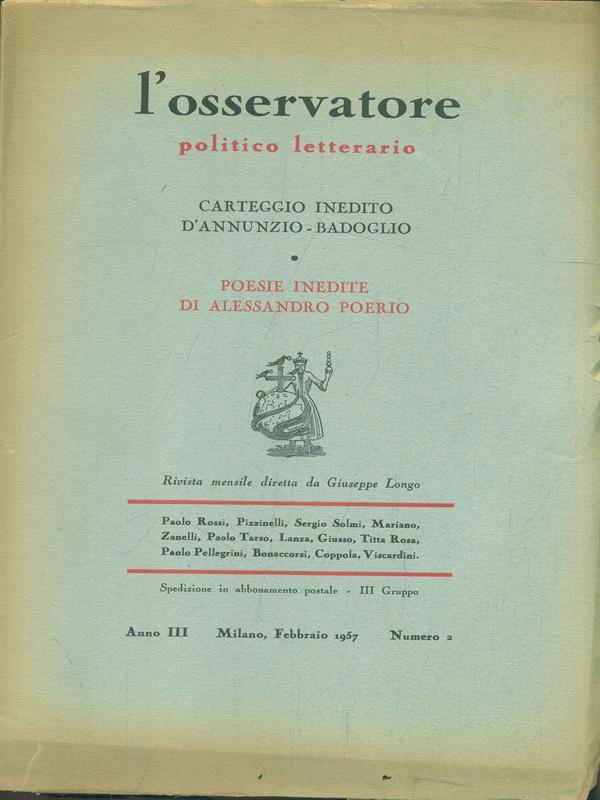 l'osservatore
politico letterario
CARTEGGIO INEDITO
D'ANNUNZIO - BADOGLIO
•
POESIE INEDITE
DI ALESSANDRO POERIO
Rivista mensile diretta da Giuseppe Longo
Paolo Rossi, Pizzinelli, Sergio Solmi, Mariano,
Zanelli, Paolo Tarso, Lanza, Giusso, Titta Rosa,
Paolo Pellegrini, Bonaccorsi, Coppola, Viscardini.
Spedizione in abbonamento postale - III Gruppo
Anno III Milano, Febbraio 1957 Numero 2